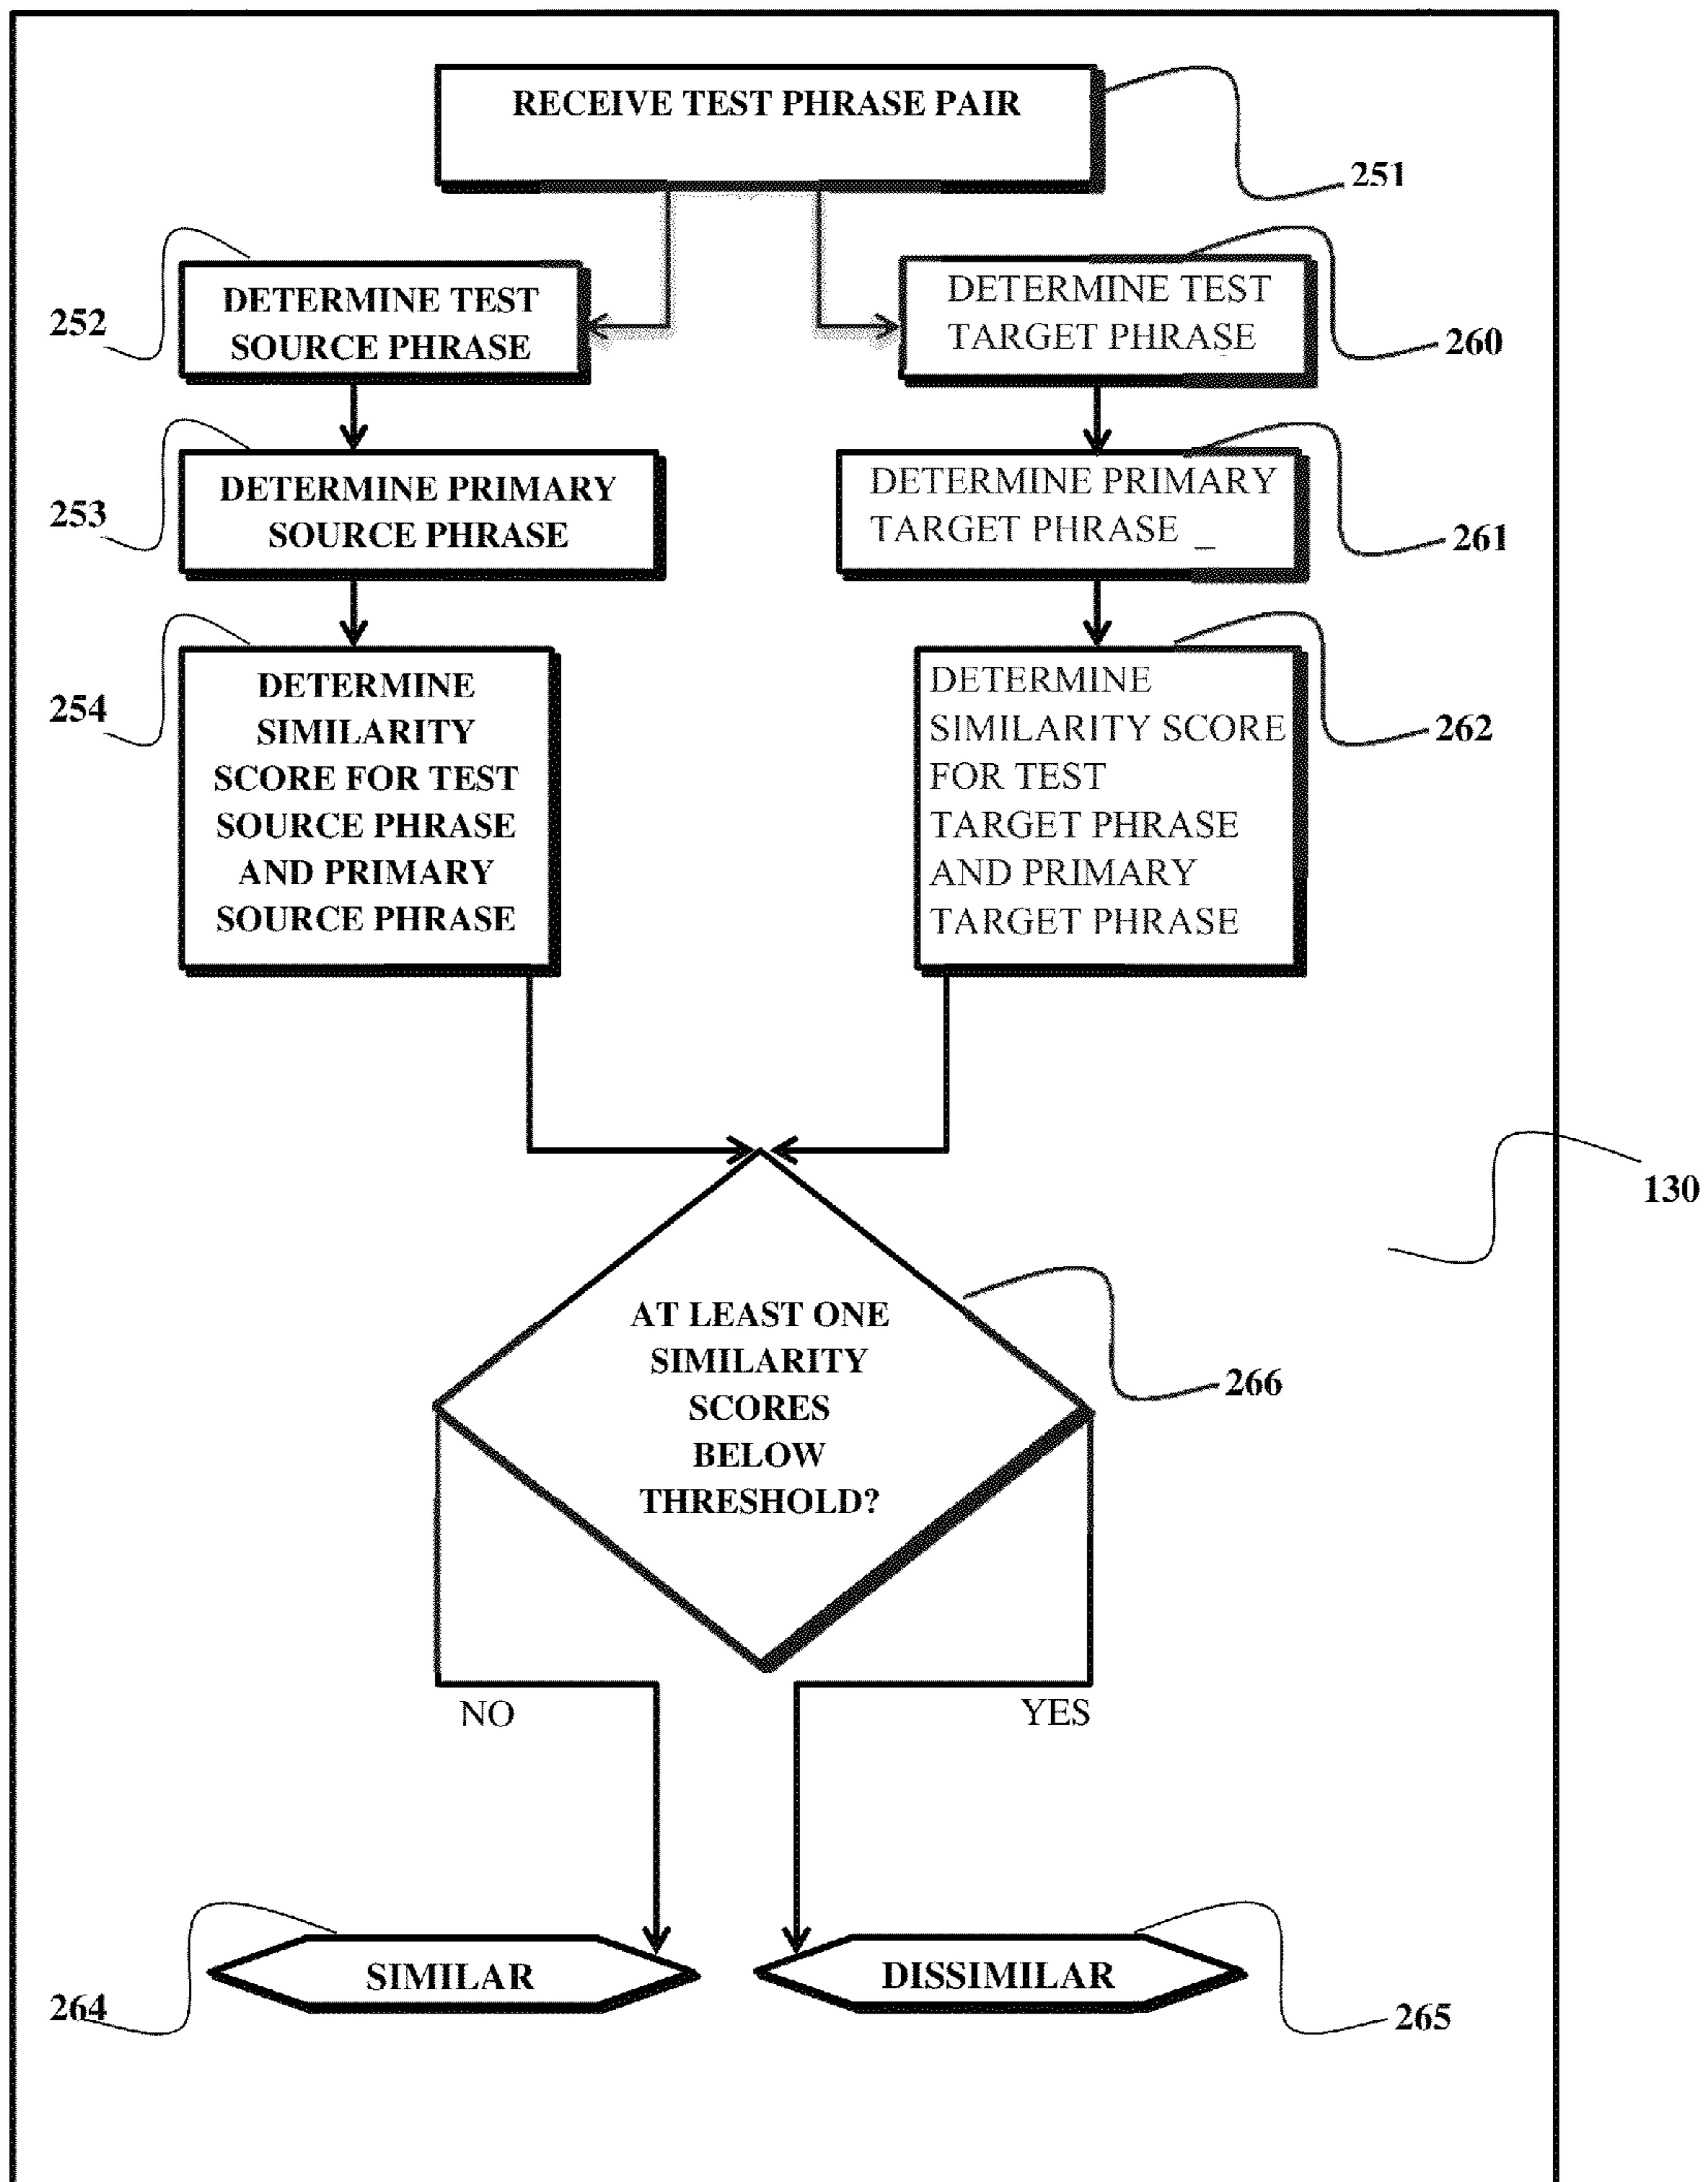 RECEIVE TEST PHRASE PAIR
251
252
DETERMINE TEST
SOURCE PHRASE
DETERMINE TEST
TARGET PHRASE
260
253
DETERMINE PRIMARY
SOURCE PHRASE
DETERMINE PRIMARY
TARGET PHRASE _
261
254
DETERMINE
SIMILARITY
SCORE FOR TEST
SOURCE PHRASE
AND PRIMARY
SOURCE PHRASE
DETERMINE
SIMILARITY SCORE
FOR TEST
TARGET PHRASE
AND PRIMARY
TARGET PHRASE
262
130
AT LEAST ONE
SIMILARITY
SCORES
BELOW
THRESHOLD?
266
NO
YES
264
SIMILAR
DISSIMILAR
265